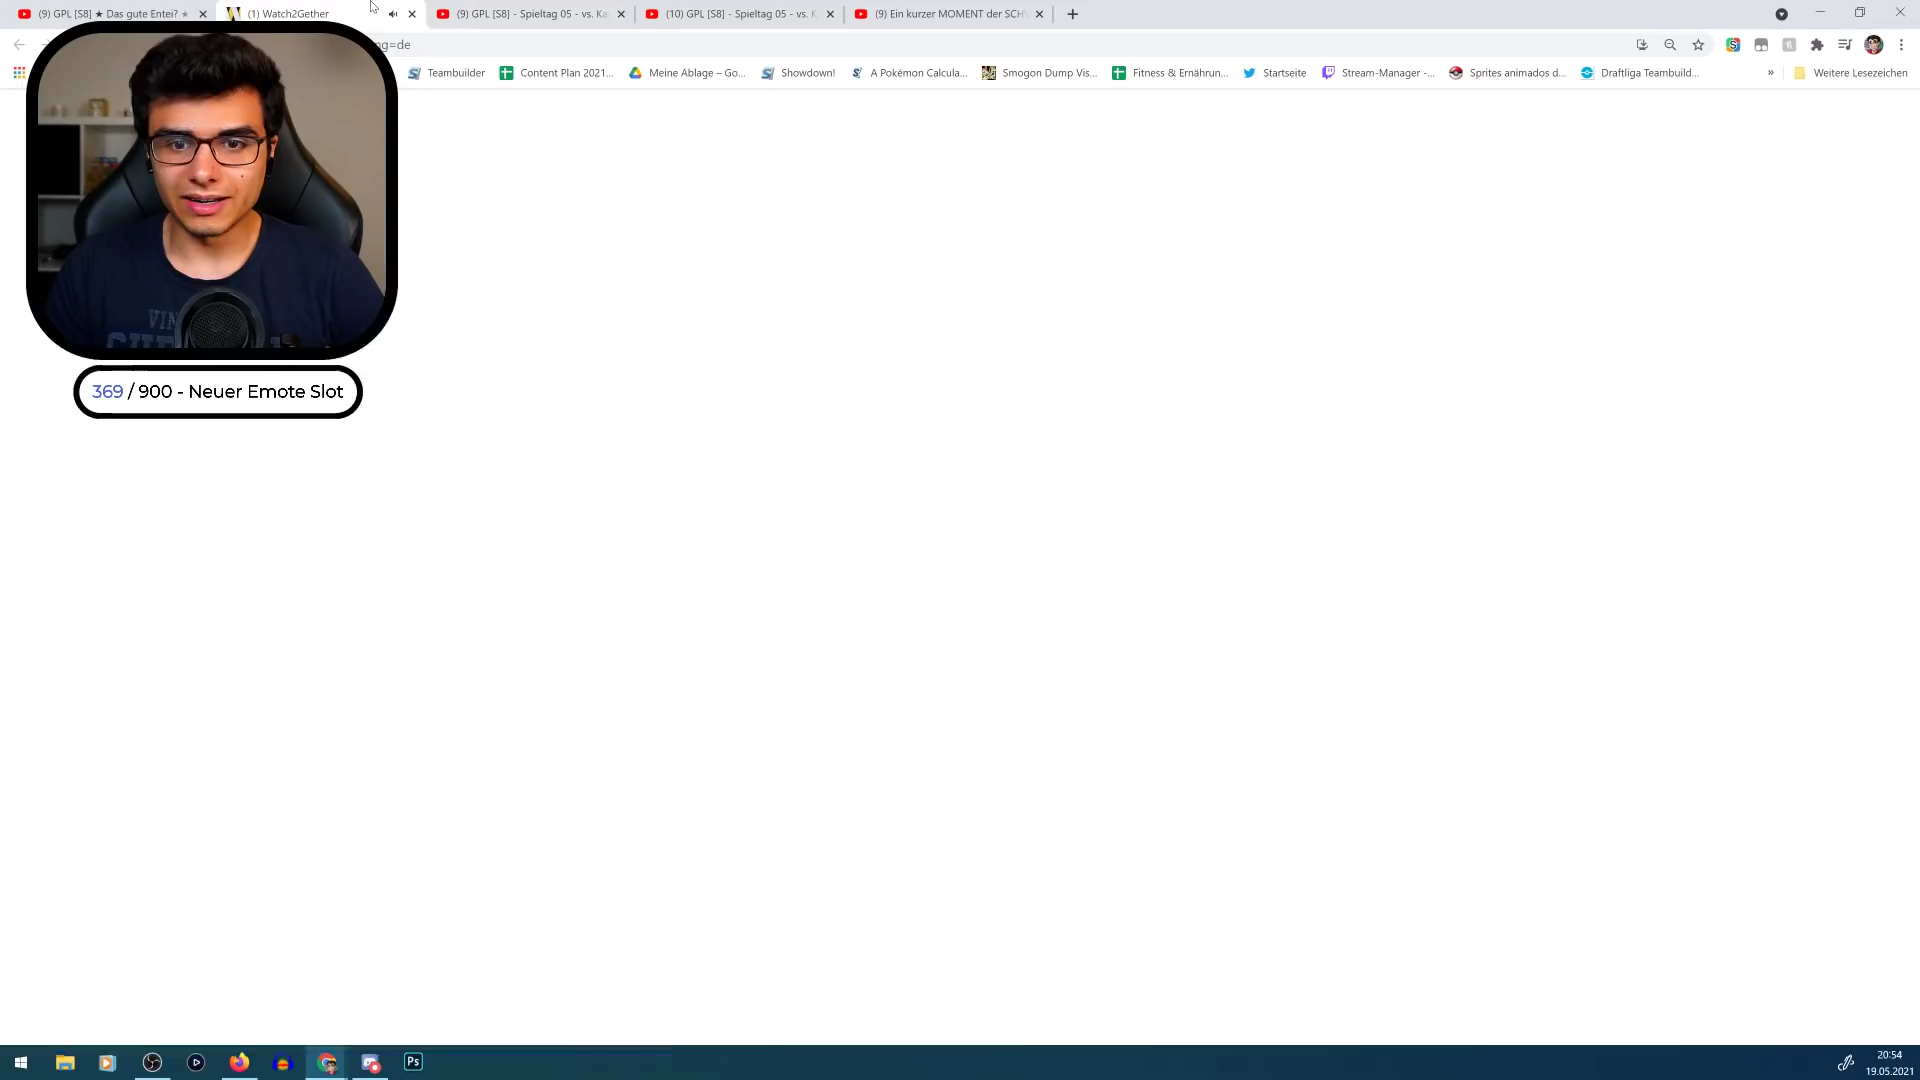 (9) GPL [S8] ★ Das gute Entei? ★
(1) Watch2Gether
(9) GPL [S8] - Spieltag 05 - vs. Ka
(10) GPL [S8] - Spieltag 05 - vs. K
(9) Ein kurzer MOMENT der SCH
ng=de
Teambuilder
Content Plan 2021...
Meine Ablage – Go...
Showdown!
A Pokémon Calcula...
Smogon Dump Vis...
Fitness & Ernährun...
Startseite
Stream-Manager -...
Sprites animados d...
Draftliga Teambuild...
»
Weitere Lesezeichen
369 / 900 - Neuer Emote Slot
Ps
20:54
19.05.2021